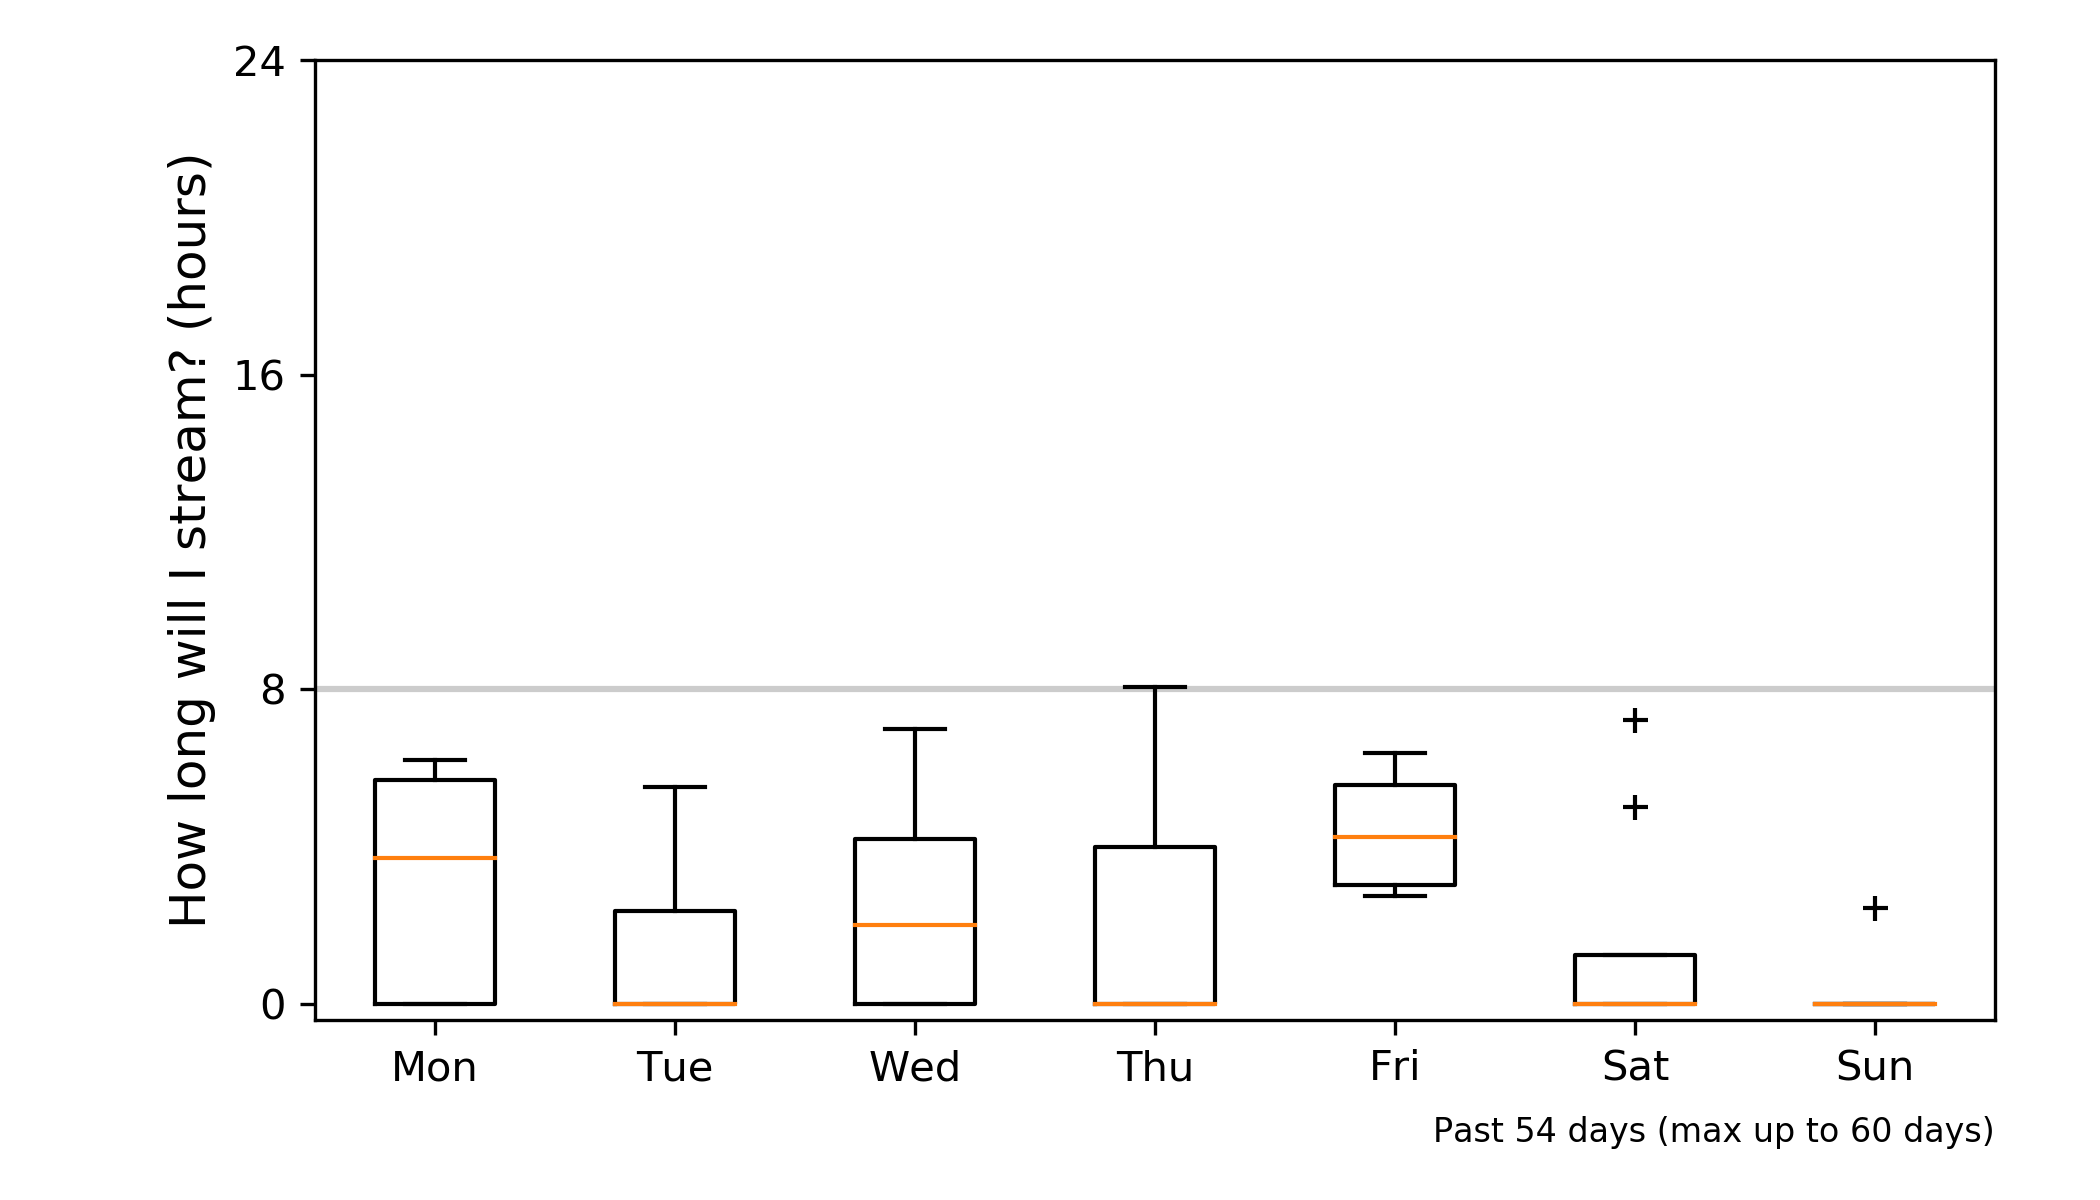 How long will I stream? (hours)
24
16
8
0
Mon Tue Wed Thu Fri Sat Sun
Past 54 days (max up to 60 days)